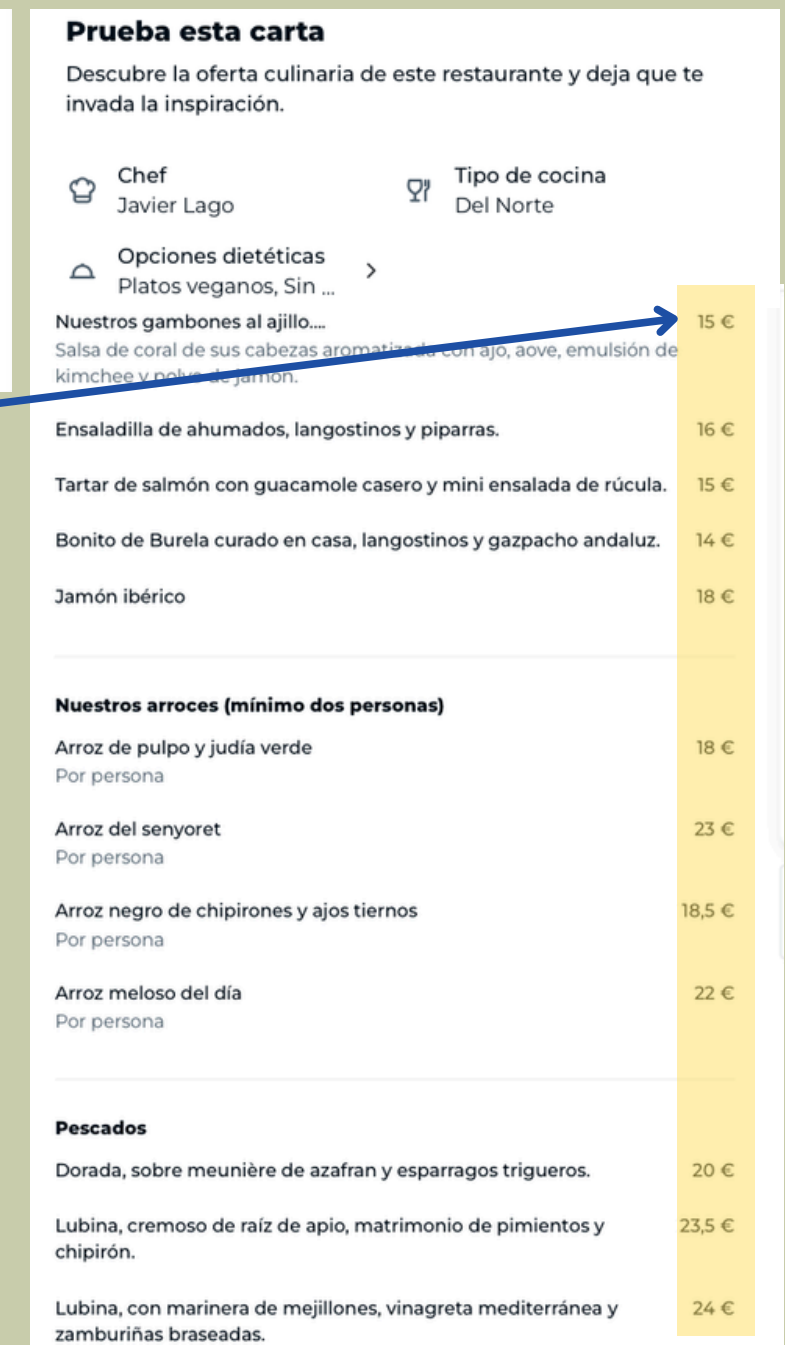 Prueba esta carta
Descubre la oferta culinaria de este restaurante y deja que te
invada la inspiración.
Chef
Javier Lago
Tipo de cocina
Del Norte
Opciones dietéticas
Platos veganos, Sin ...
Nuestros gambones al ajillo.... 15 €
Salsa de coral de sus cabezas aromatizada con ajo, aove, emulsión de
kimchee y polvo de jamón.
Ensaladilla de ahumados, langostinos y piparras. 16 €
Tartar de salmón con guacamole casero y mini ensalada de rúcula. 15 €
Bonito de Burela curado en casa, langostinos y gazpacho andaluz. 14 €
Jamón ibérico 18 €
Nuestros arroces (mínimo dos personas)
Arroz de pulpo y judía verde 18 €
Por persona
Arroz del senyoret 23 €
Por persona
Arroz negro de chipirones y ajos tiernos 18,5 €
Por persona
Arroz meloso del día 22 €
Por persona
Pescados
Dorada, sobre meunière de azafran y esparragos trigueros. 20 €
Lubina, cremoso de raíz de apio, matrimonio de pimientos y 23,5 €
chipirón.
Lubina, con marinera de mejillones, vinagreta mediterránea y 24 €
zamburiñas braseadas.